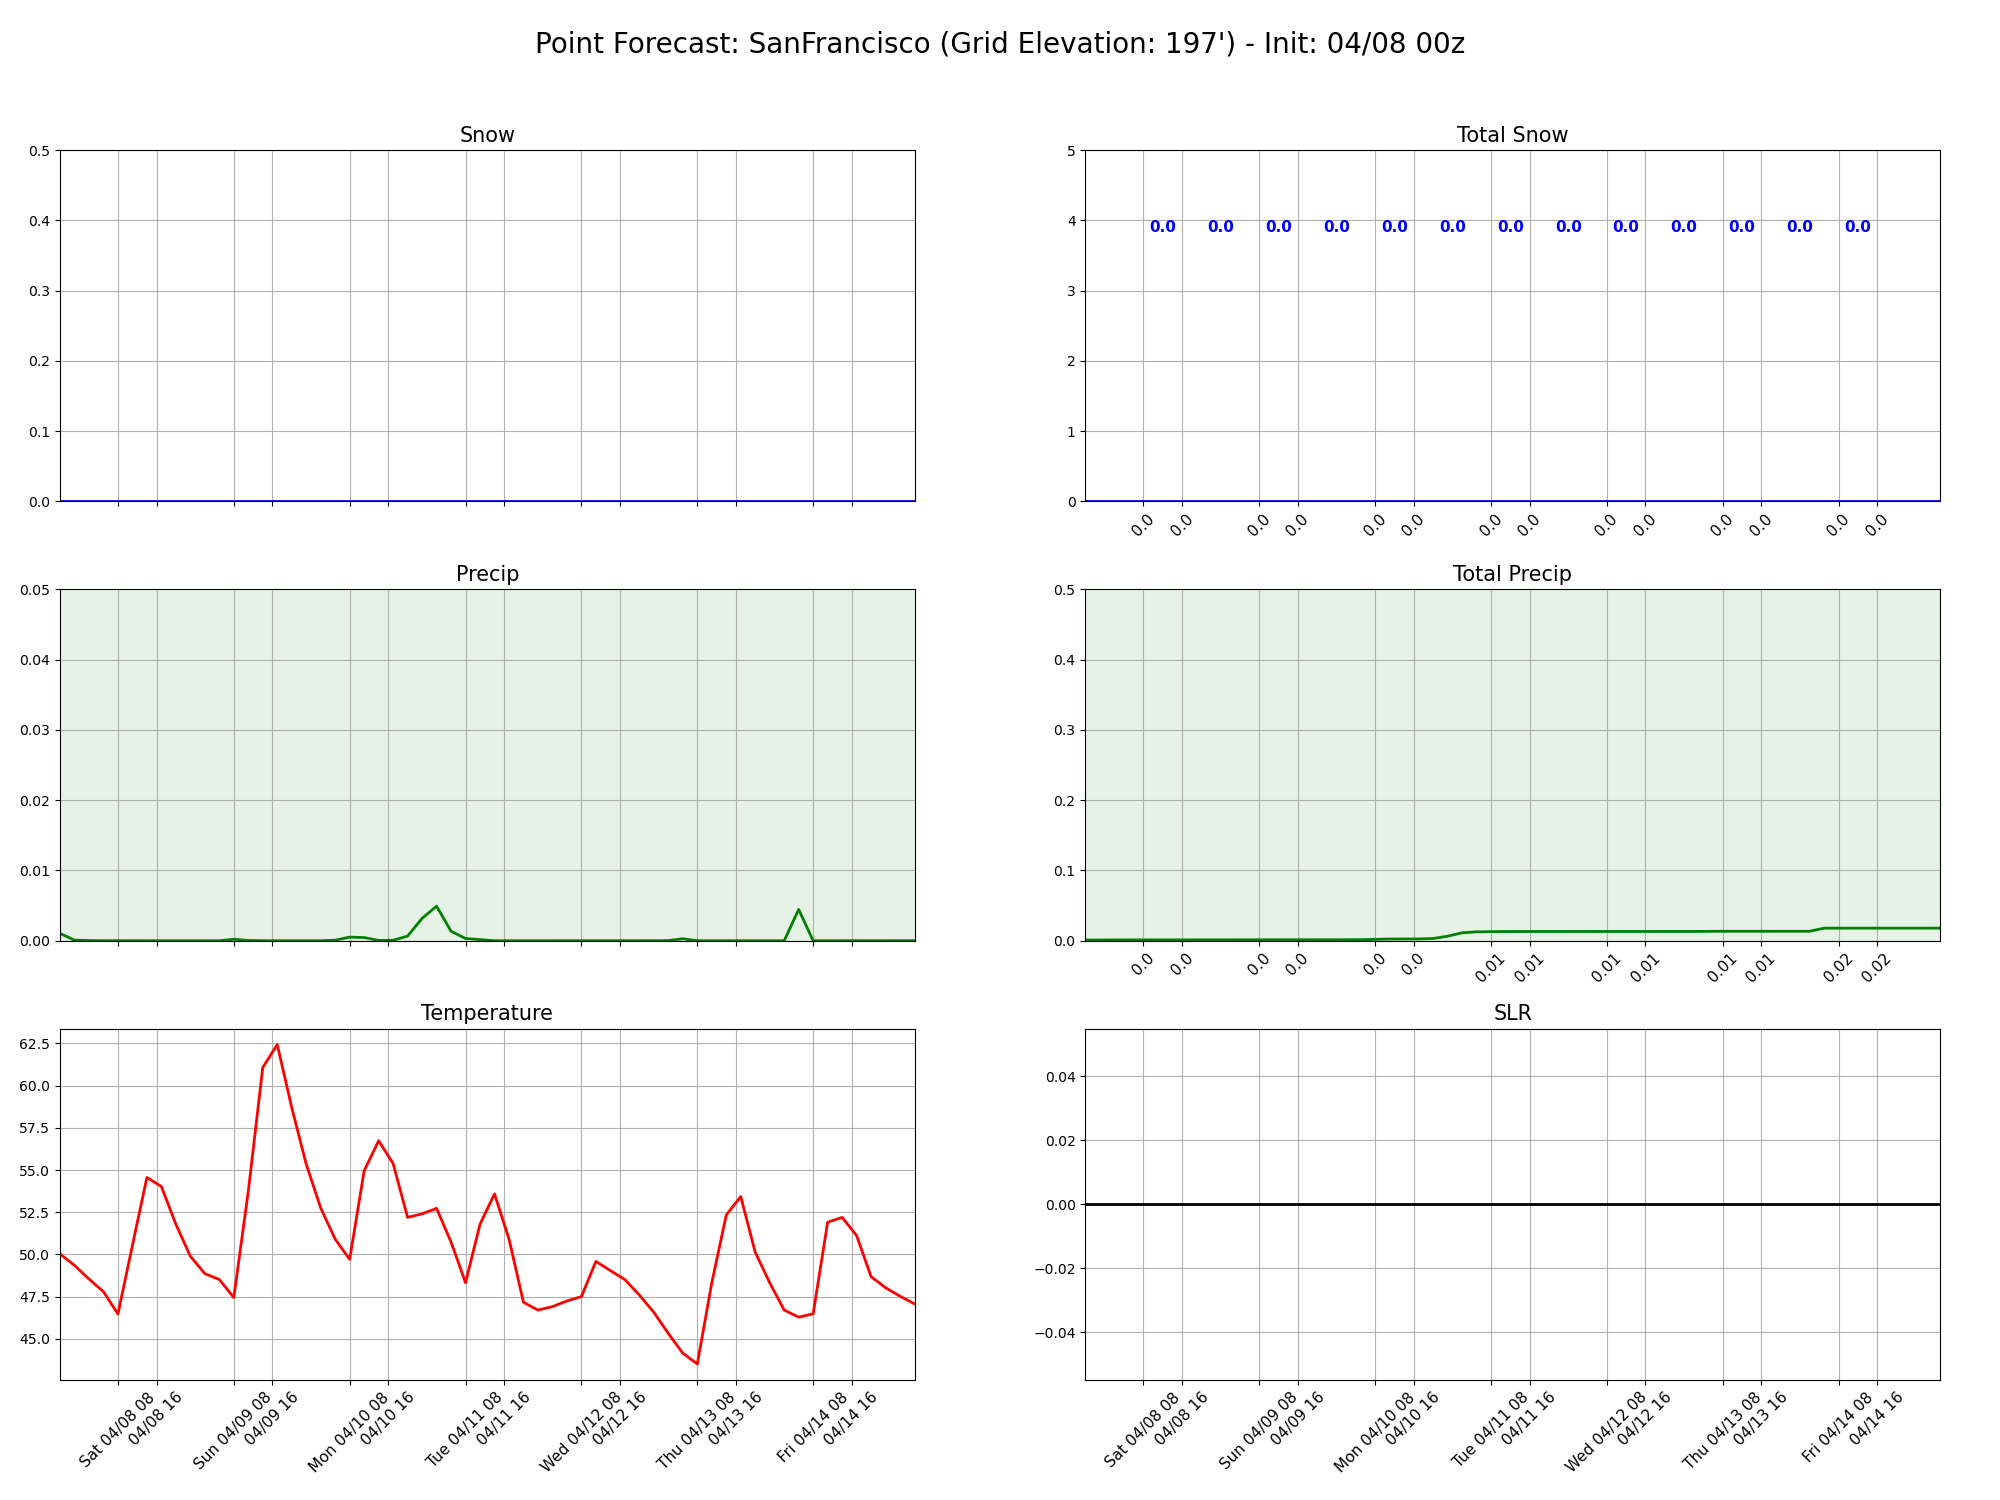 Point Forecast: SanFrancisco (Grid Elevation: 197') - Init: 04/08 00z
Snow
0.5
0.4
0.3
0.2
0.1
0.0
Total Snow
5
4
3
2
1
0
0.0 0.0 0.0 0.0 0.0 0.0 0.0 0.0 0.0 0.0 0.0 0.0 0.0
0.0 0.0 0.0 0.0 0.0 0.0 0.0 0.0 0.0 0.0 0.0 0.0 0.0 0.0
Precip
0.05
0.04
0.03
0.02
0.01
0.00
Total Precip
0.5
0.4
0.3
0.2
0.1
0.0
0.0 0.0 0.0 0.0 0.0 0.0 0.01 0.01 0.01 0.01 0.01 0.01 0.02 0.02
Temperature
62.5
60.0
57.5
55.0
52.5
50.0
47.5
45.0
Sat 04/08 08
04/08 16
Sun 04/09 08
04/09 16
Mon 04/10 08
04/10 16
Tue 04/11 08
04/11 16
Wed 04/12 08
04/12 16
Thu 04/13 08
04/13 16
Fri 04/14 08
04/14 16
SLR
0.04
0.02
0.00
−0.02
−0.04
Sat 04/08 08
04/08 16
Sun 04/09 08
04/09 16
Mon 04/10 08
04/10 16
Tue 04/11 08
04/11 16
Wed 04/12 08
04/12 16
Thu 04/13 08
04/13 16
Fri 04/14 08
04/14 16